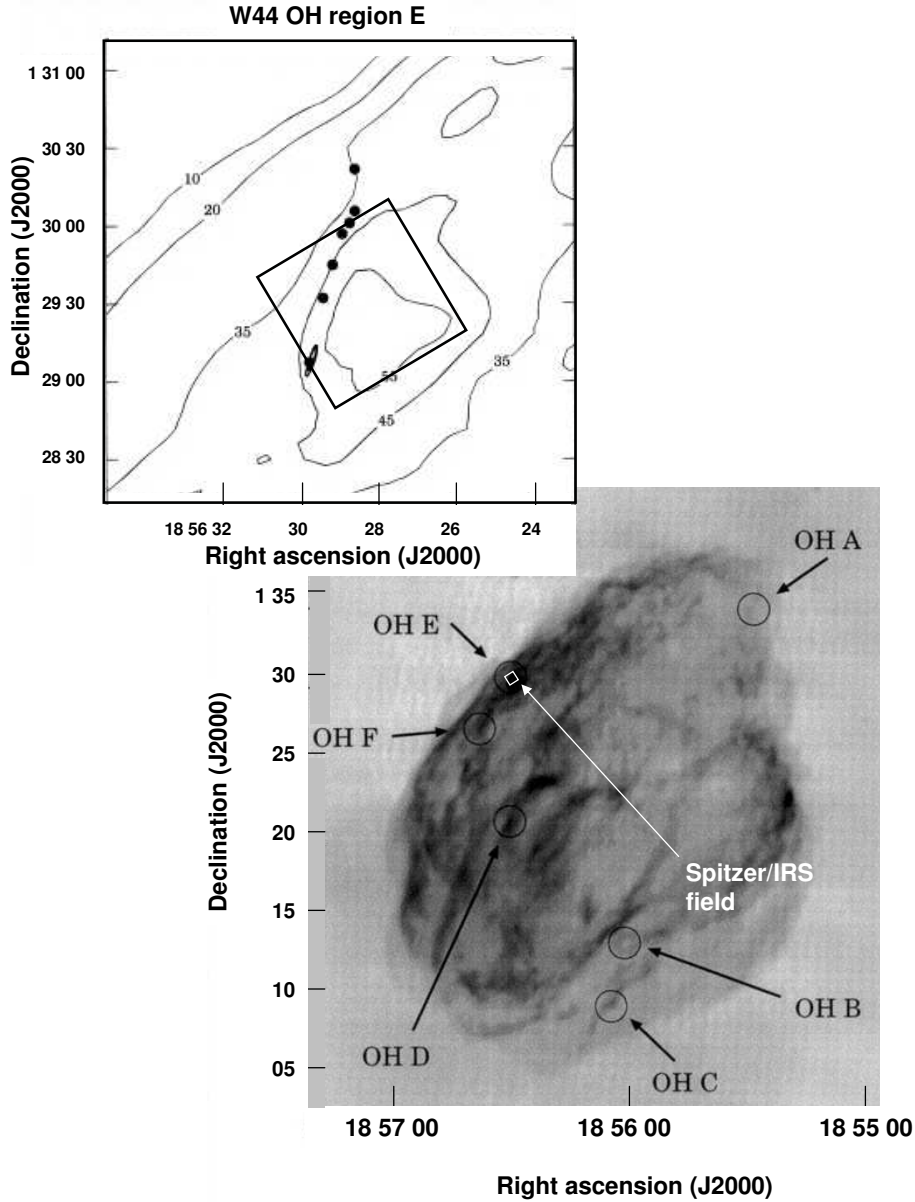 W44 OH region E
Declination (J2000)
1 31 00
30 30
30 00
29 30
29 00
28 30
10
20
35
55
45
35
18 56 32
30
28
26
24
Right ascension (J2000)
Declination (J2000)
1 35
30
25
20
15
10
05
OH A
OH E
OH F
Spitzer/IRS
field
OH B
OH D
OH C
18 57 00
18 56 00
18 55 00
Right ascension (J2000)